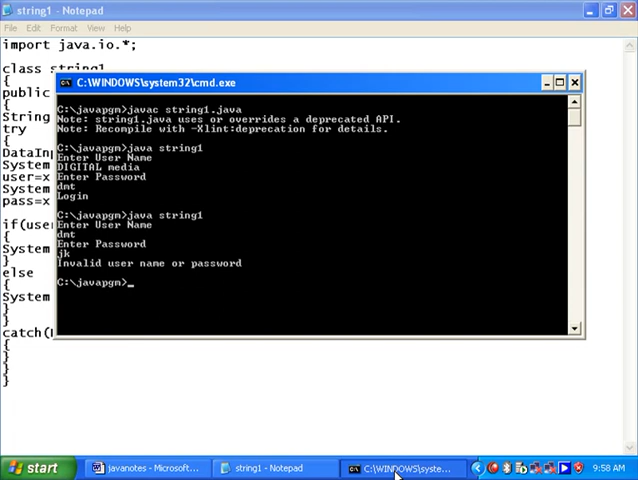 string1 - Notepad
File Edit Format View Help
import java.io.*;
class string1
{
public
{
String
try
{
DataInp
System
user=x
System
pass=x
if(use
{
System
}
else
{
System
}
}
catch(
{
}
}
}
C:\WINDOWS\system32\cmd.exe
C:\javapgm>javac string1.java
Note: string1.java uses or overrides a deprecated API.
Note: Recompile with -Xlint:deprecation for details.
C:\javapgm>java string1
Enter User Name
DIGITAL media
Enter Password
dmt
Login
C:\javapgm>java string1
Enter User Name
dmt
Enter Password
jk
Invalid user name or password
C:\javapgm>_
start javanotes - Microsoft... string1 - Notepad C:\WINDOWS\syste... 9:58 AM